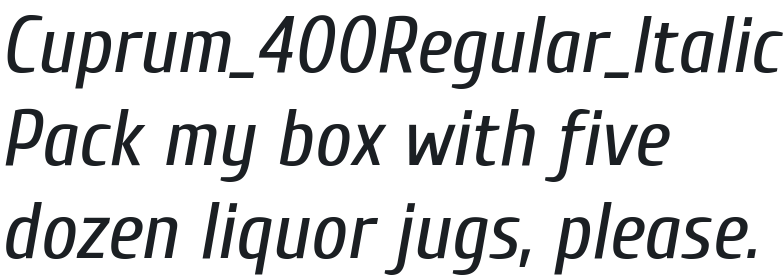 Cuprum_400Regular_Italic
Pack my box with five
dozen liquor jugs, please.